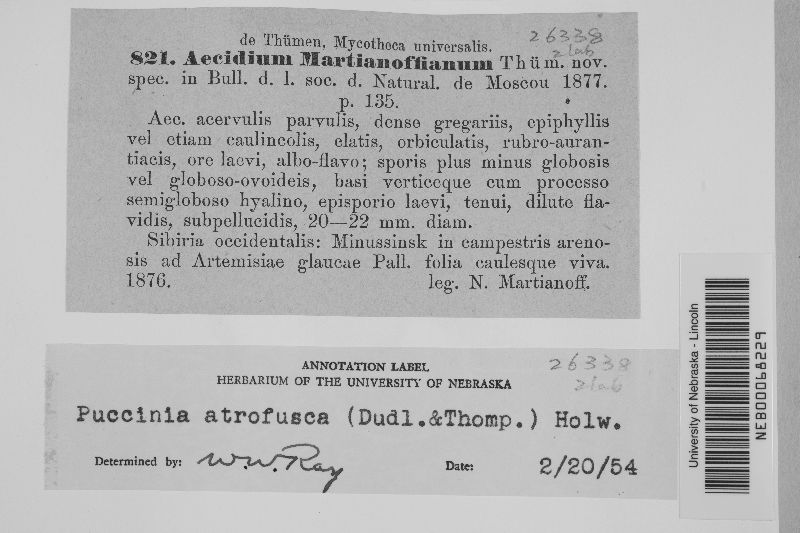 de Thümen, Mycotheca universalis. 26338
2lab
821. Aecidium Martianoffianum Thüm. nov.
spec. in Bull. d. l. soc. d. Natural. de Moscou 1877.
p. 135.
Aec. acervulis parvulis, dense gregariis, epiphyllis
vel etiam caulincolis, elatis, orbiculatis, rubro-auran-
tiacis, ore laevi, albo-flavo; sporis plus minus globosis
vel globoso-ovoideis, basi verticeque cum processo
semigloboso hyalino, episporio laevi, tenui, dilute fla-
vidis, subpellucidis, 20—22 mm. diam.
Sibiria occidentalis: Minussinsk in campestris areno-
sis ad Artemisiae glaucae Pall. folia caulesque viva.
1876. leg. N. Martianoff.
ANNOTATION LABEL 26338
HERBARIUM OF THE UNIVERSITY OF NEBRASKA 2lab
Puccinia atrofusca (Dudl.&Thomp.) Holw.
Determined by: W.W. Ray Date: 2/20/54
University of Nebraska - Lincoln
NEB00068229